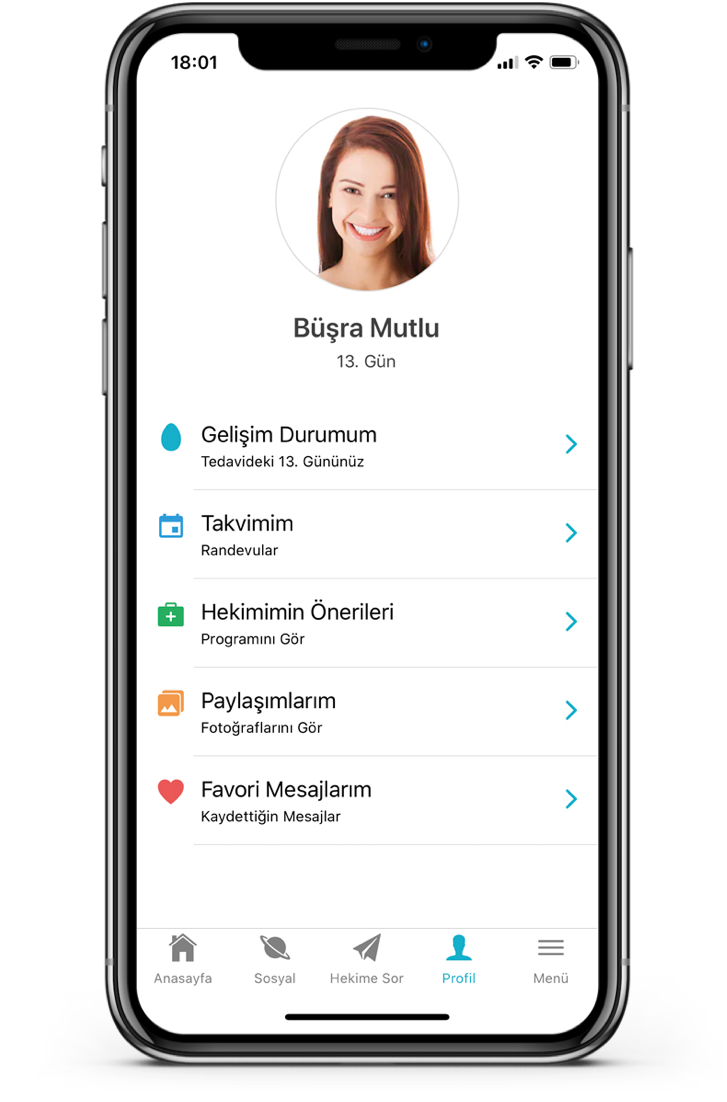 18:01
Büşra Mutlu
13. Gün
Gelişim Durumum
Tedavideki 13. Gününüz
Takvimim
Randevular
Hekimimin Önerileri
Programını Gör
Paylaşımlarım
Fotoğraflarını Gör
Favori Mesajlarım
Kaydettiğin Mesajlar
Anasayfa Sosyal Hekime Sor Profil Menü